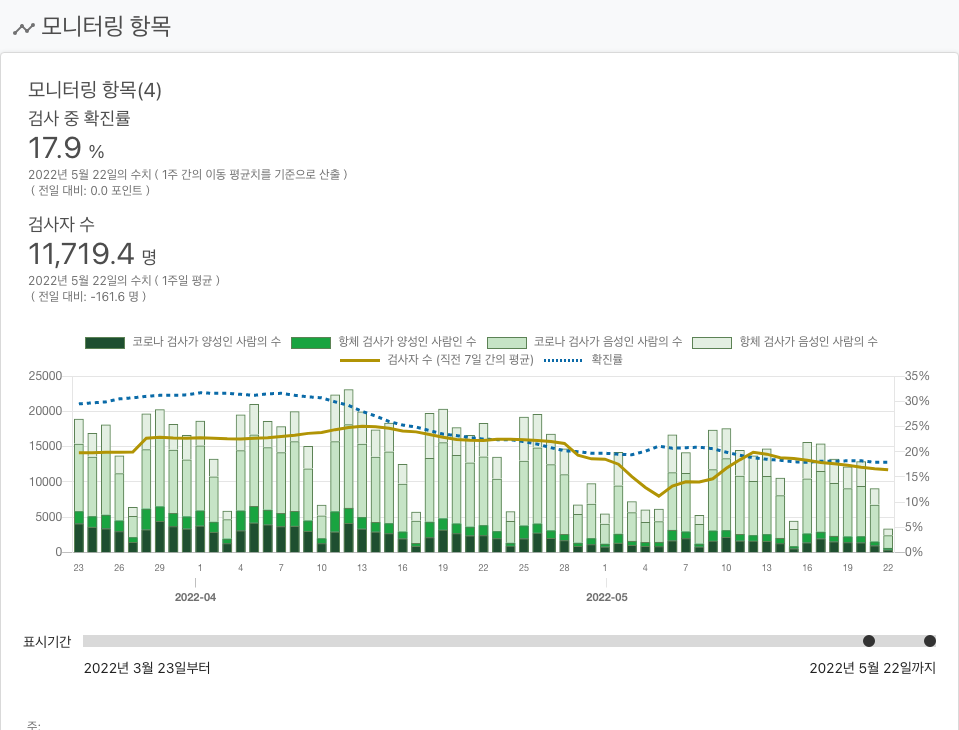 모니터링 항목
모니터링 항목(4)
검사 중 확진률
17.9 %
2022년 5월 22일의 수치 ( 1주 간의 이동 평균치를 기준으로 산출 )
( 전일 대비: 0.0 포인트 )
검사자 수
11,719.4 명
2022년 5월 22일의 수치 ( 1주일 평균 )
( 전일 대비: -161.6 명 )
코로나 검사가 양성인 사람의 수 항체 검사가 양성인 사람인 수 코로나 검사가 음성인 사람의 수 항체 검사가 음성인 사람의 수
검사자 수 (직전 7일 간의 평균) 확진률
25000 35%
30%
20000
25%
15000
20%
15%
10000
10%
5000
5%
0 0%
23 26 29 1 4 7 10 13 16 19 22 25 28 1 4 7 10 13 16 19 22
2022-04 2022-05
표시기간
2022년 3월 23일부터 2022년 5월 22일까지
주: